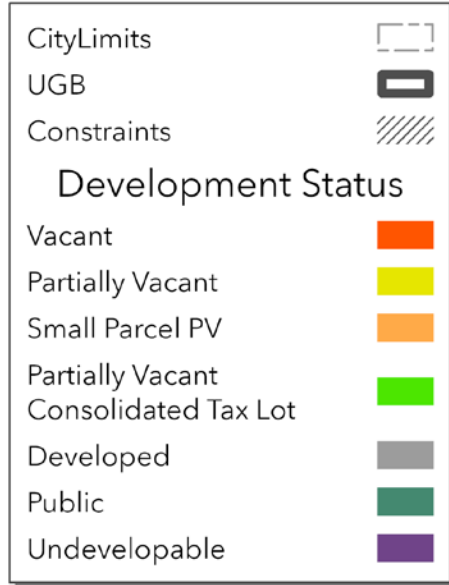 CityLimits
UGB
Constraints
Development Status
Vacant
Partially Vacant
Small Parcel PV
Partially Vacant
Consolidated Tax Lot
Developed
Public
Undevelopable